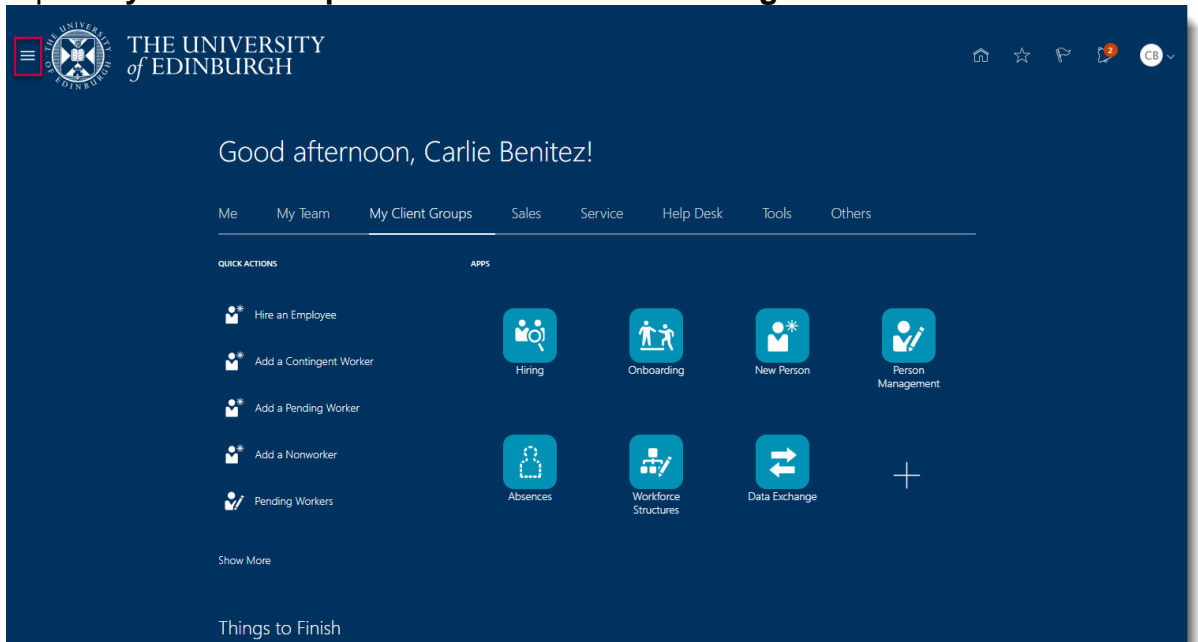 THE UNIVERSITY
of EDINBURGH
2
CB
Good afternoon, Carlie Benitez!
Me My Team My Client Groups Sales Service Help Desk Tools Others
QUICK ACTIONS
APPS
Hire an Employee
Add a Contingent Worker
Add a Pending Worker
Add a Nonworker
Pending Workers
Show More
Hiring
Onboarding
New Person
Person
Management
Absences
Workforce
Structures
Data Exchange
Things to Finish